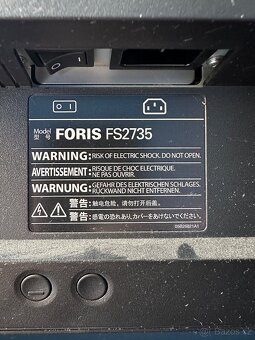 Model
型号 FORIS FS2735
WARNING: RISK OF ELECTRIC SHOCK. DO NOT OPEN.
AVERTISSEMENT: RISQUE DE CHOC ELECTRIQUE.
NE PAS OUVRIR.
WARNUNG: GEFAHR DES ELEKTRISCHEN SCHLAGES.
RÜCKWAND NICHT ENTFERNEN.
警告: 触电危险，请勿打开后盖。
警告: 感電の恐れあり、カバーをあけないでください。